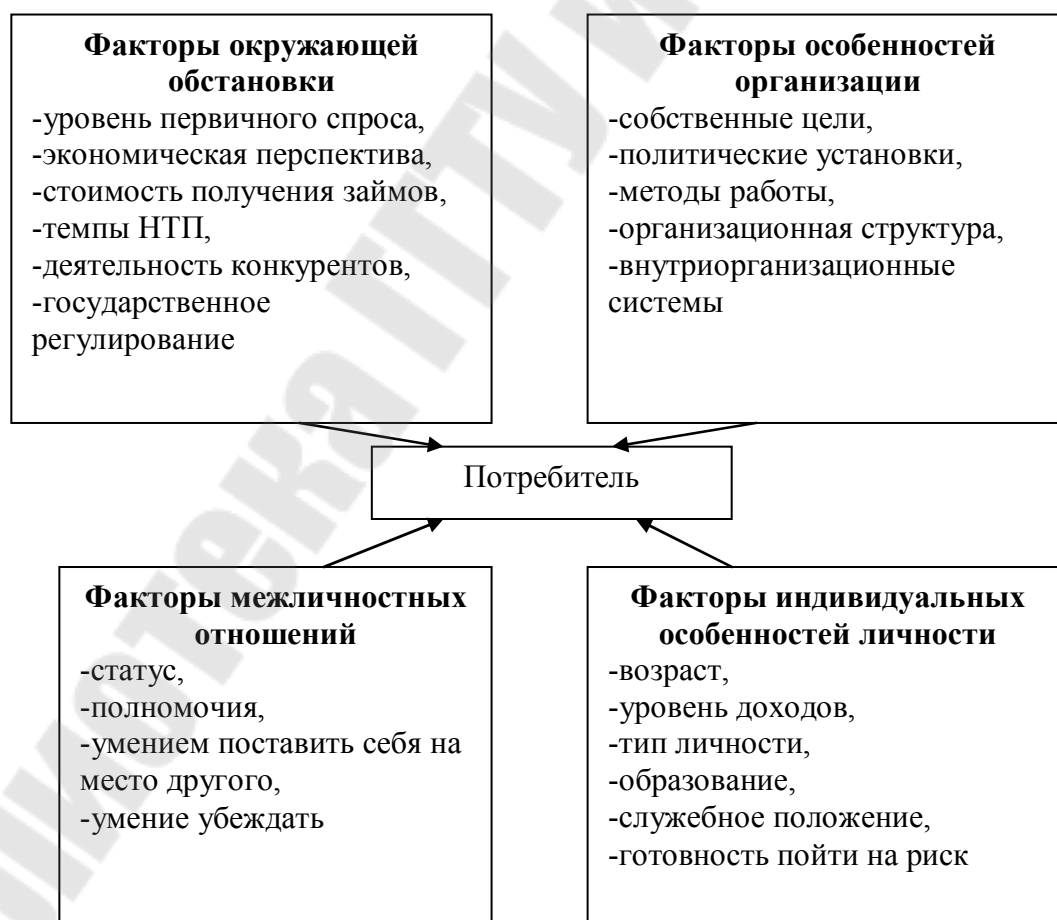 Факторы окружающей
обстановки
-уровень первичного спроса,
-экономическая перспектива,
-стоимость получения займов,
-темпы НТП,
-деятельность конкурентов,
-государственное
регулирование
Факторы особенностей
организации
-собственные цели,
-политические установки,
-методы работы,
-организационная структура,
-внутриорганизационные
системы
Потребитель
Факторы межличностных
отношений
-статус,
-полномочия,
-умением поставить себя на
место другого,
-умение убеждать
Факторы индивидуальных
особенностей личности
-возраст,
-уровень доходов,
-тип личности,
-образование,
-служебное положение,
-готовность пойти на риск